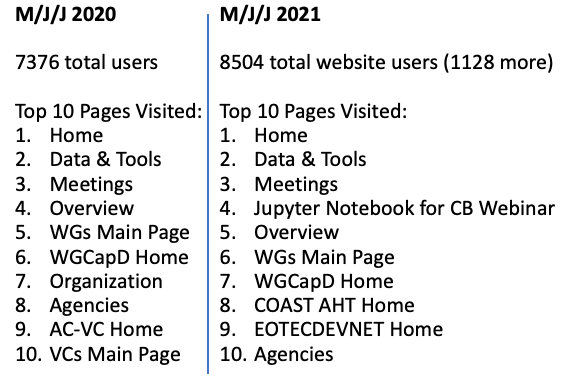 M/J/J 2020
7376 total users
Top 10 Pages Visited:
1. Home
2. Data & Tools
3. Meetings
4. Overview
5. WGs Main Page
6. WGCapD Home
7. Organization
8. Agencies
9. AC-VC Home
10. VCs Main Page
M/J/J 2021
8504 total website users (1128 more)
Top 10 Pages Visited:
1. Home
2. Data & Tools
3. Meetings
4. Jupyter Notebook for CB Webinar
5. Overview
6. WGs Main Page
7. WGCapD Home
8. COAST AHT Home
9. EOTECDEVNET Home
10. Agencies